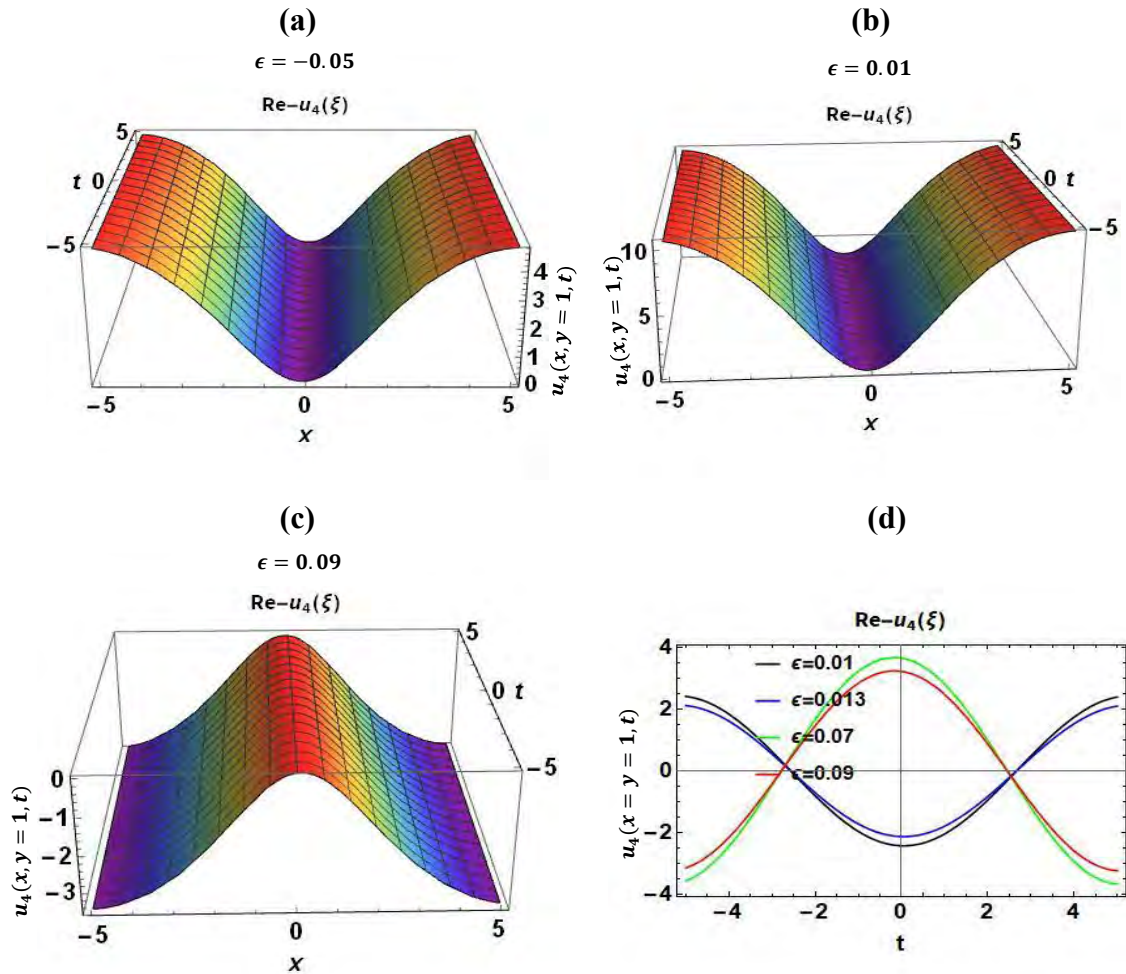 (a)
ϵ = −0.05
Re−u₄(ξ)
5
t 0
−5
4
3
2
1
0
u₄(x, y = 1, t)
−5
0
5
x
(b)
ϵ = 0.01
Re−u₄(ξ)
5
0 t
−5
10
5
0
u₄(x, y = 1, t)
−5
0
5
x
(c)
ϵ = 0.09
Re−u₄(ξ)
5
0 t
−5
0
−1
−2
−3
u₄(x, y = 1, t)
−5
0
5
x
(d)
Re−u₄(ξ)
4
2
0
−2
−4
u₄(x = y = 1, t)
ϵ=0.01
ϵ=0.013
ϵ=0.07
ϵ=0.09
−4
−2
0
2
4
t